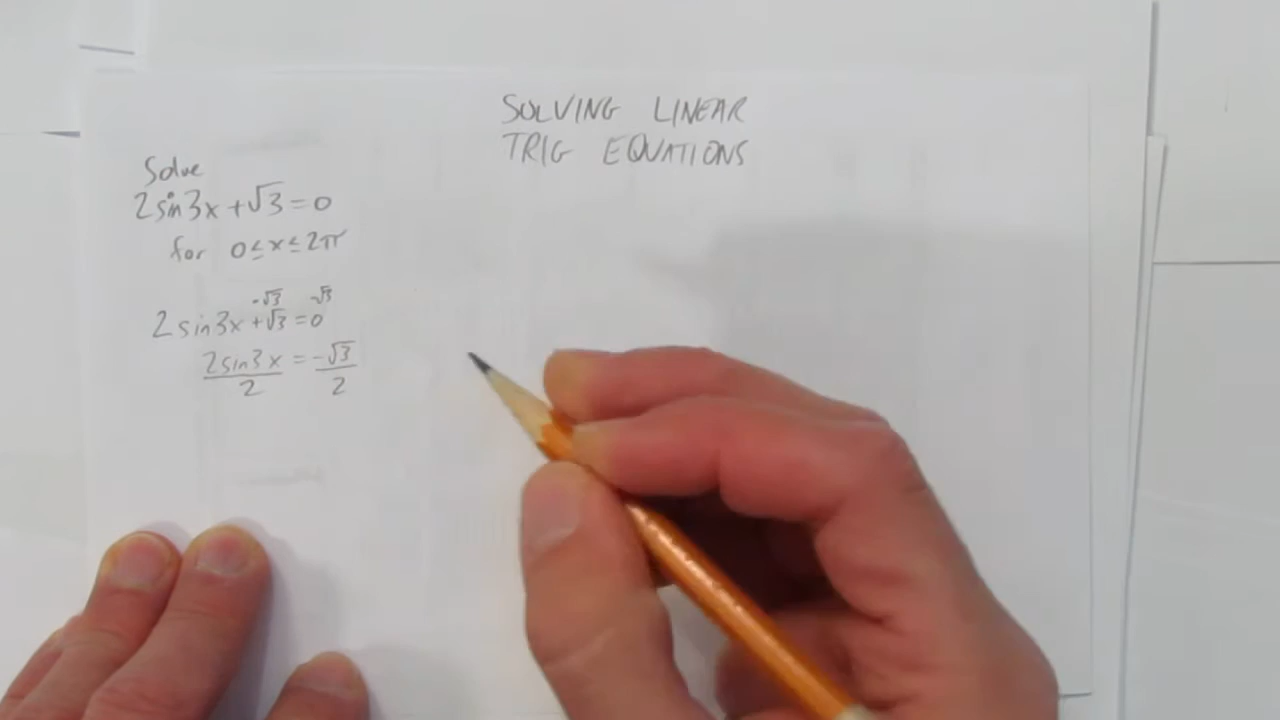 SOLVING LINEAR
TRIG EQUATIONS
Solve
2sin3x+√3=0
for 0≤x≤2π
-√3 -√3
2sin3x+√3=0
2sin3x = -√3
2 2